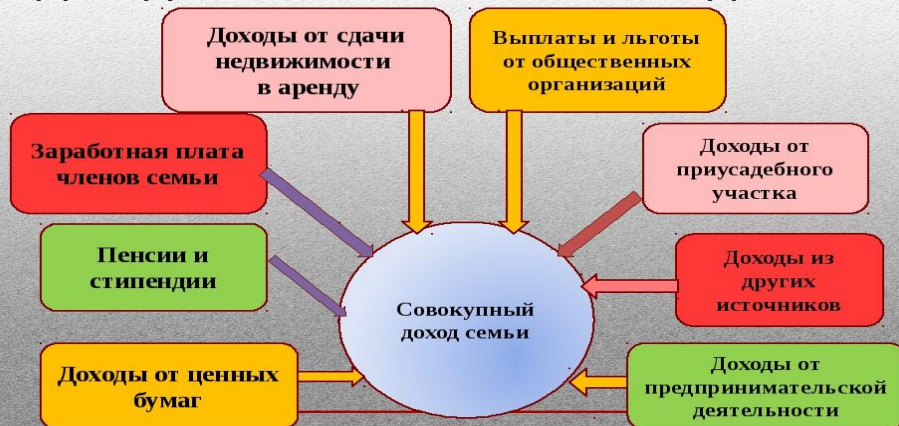 Доходы от сдачи
недвижимости
в аренду
Выплаты и льготы
от общественных
организаций
Заработная плата
членов семьи
Доходы от
приусадебного
участка
Пенсии и
стипендии
Доходы из
других
источников
Совокупный
доход семьи
Доходы от ценных
бумаг
Доходы от
предпринимательской
деятельности